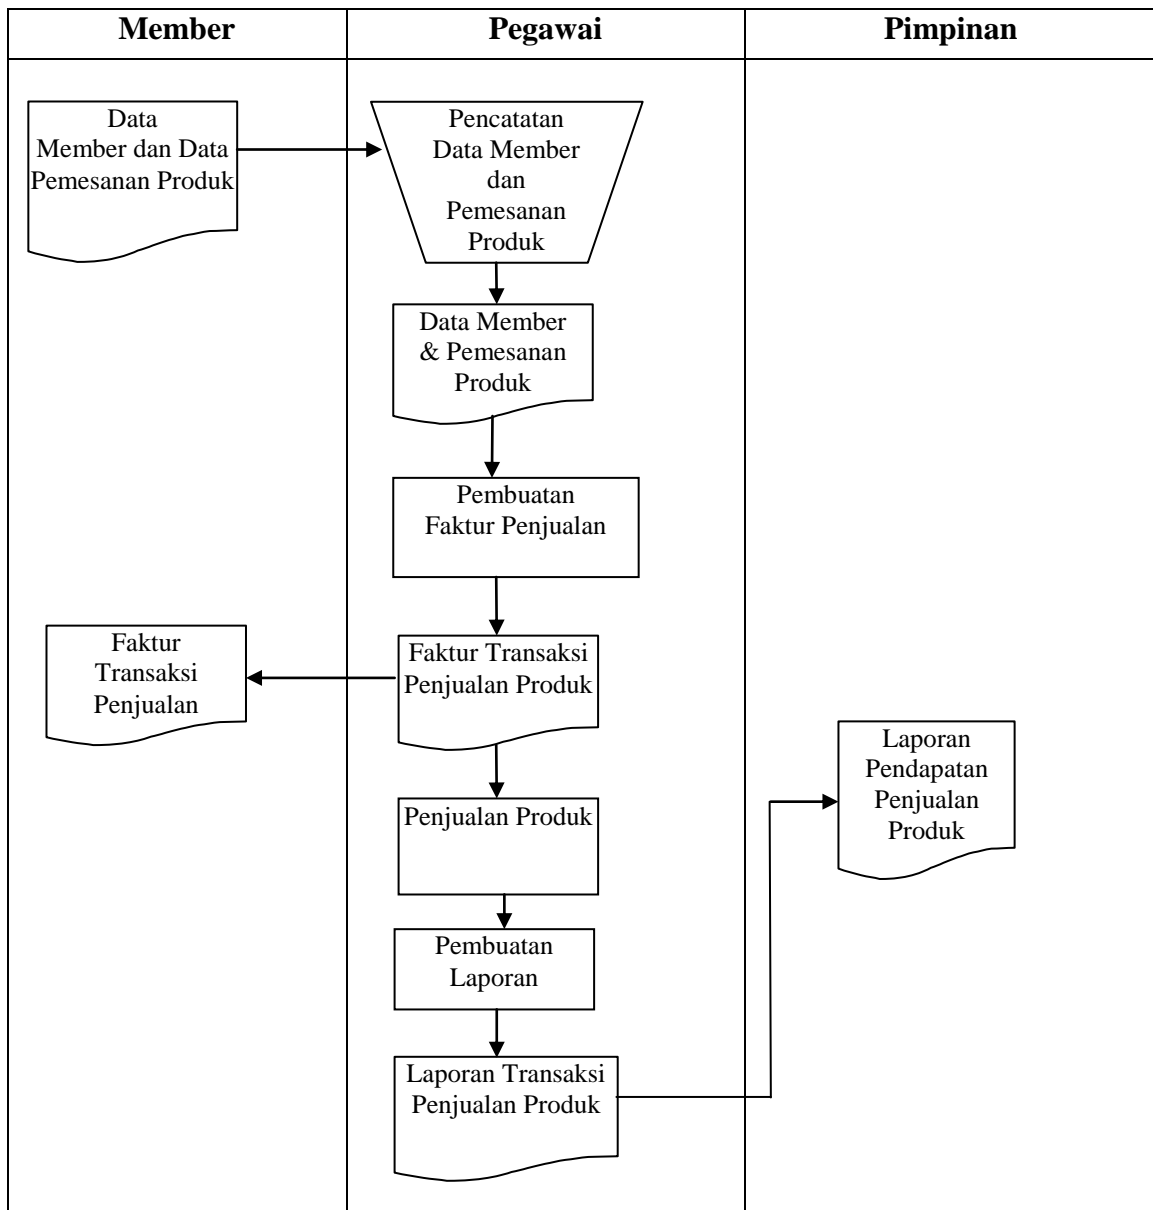 Member
Pegawai
Pimpinan
Data
Member dan Data
Pemesanan Produk
Pencatatan
Data Member
dan
Pemesanan
Produk
Data Member
& Pemesanan
Produk
Pembuatan
Faktur Penjualan
Faktur
Transaksi
Penjualan
Faktur Transaksi
Penjualan Produk
Laporan
Pendapatan
Penjualan
Produk
Penjualan Produk
Pembuatan
Laporan
Laporan Transaksi
Penjualan Produk